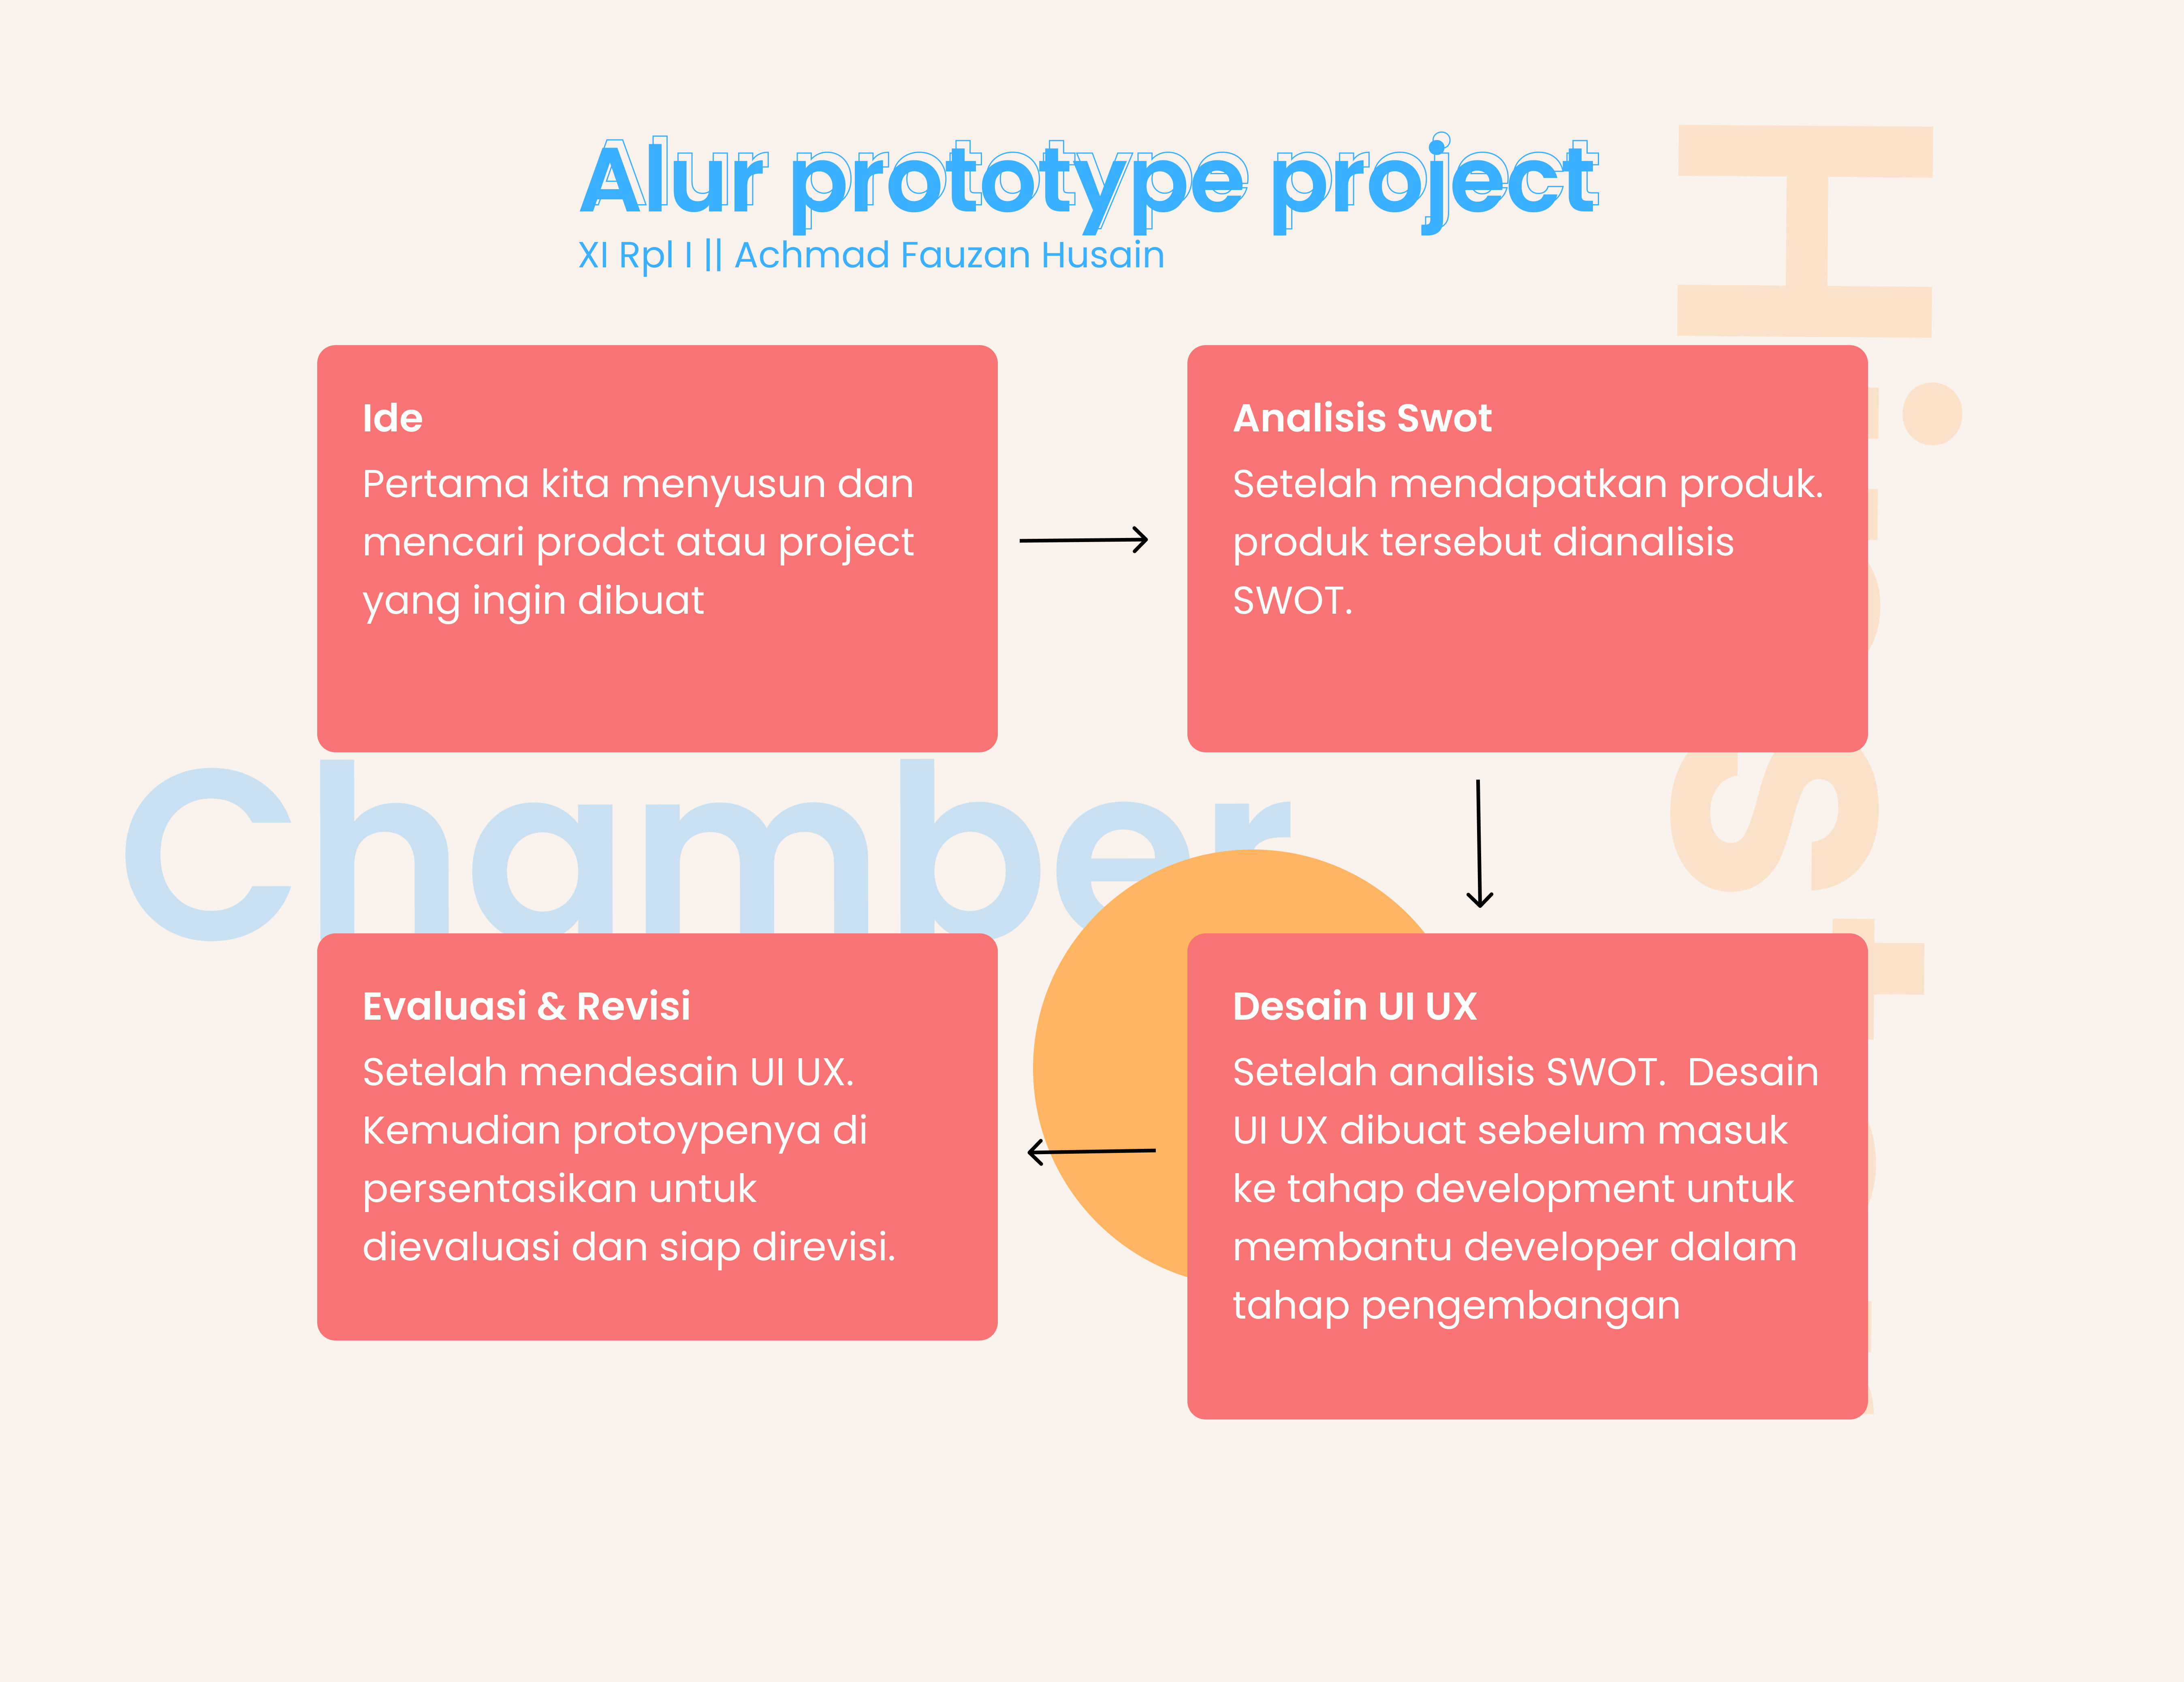 Alur prototype project
XI Rpl I || Achmad Fauzan Husain
Ide
Pertama kita menyusun dan
mencari prodct atau project
yang ingin dibuat
Analisis Swot
Setelah mendapatkan produk.
produk tersebut dianalisis
SWOT.
Chamber
Desain UI UX
Setelah analisis SWOT.  Desain
UI UX dibuat sebelum masuk
ke tahap development untuk
membantu developer dalam
tahap pengembangan
Evaluasi & Revisi
Setelah mendesain UI UX.
Kemudian protoypenya di
persentasikan untuk
dievaluasi dan siap direvisi.